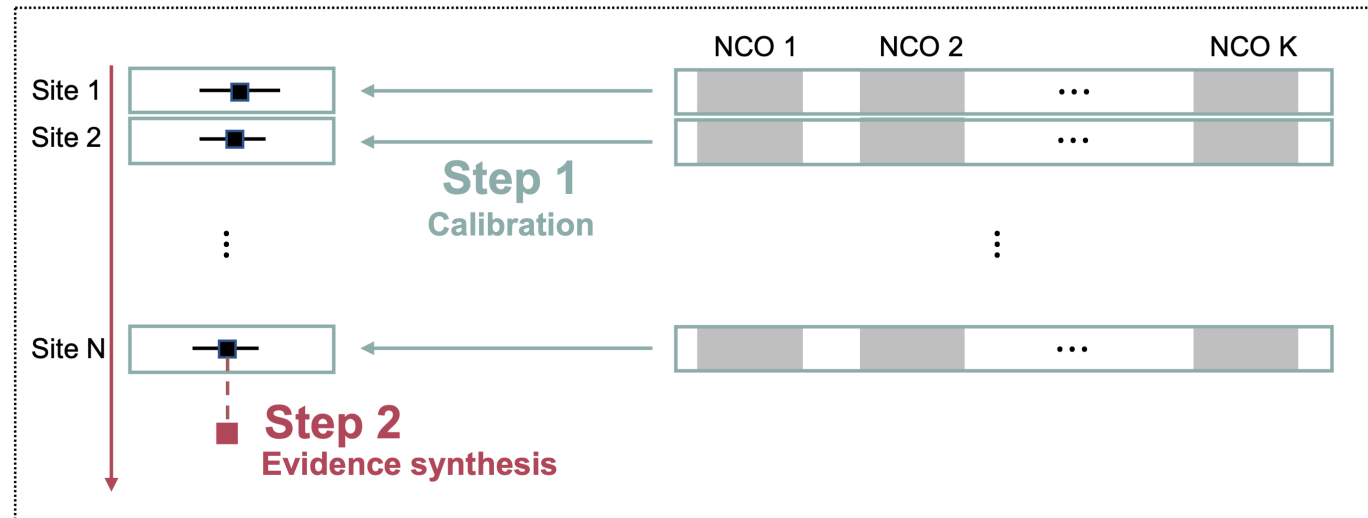 NCO 1
NCO 2
NCO K
Site 1
...
Site 2
...
Step 1
Calibration
...
...
Site N
...
Step 2
Evidence synthesis